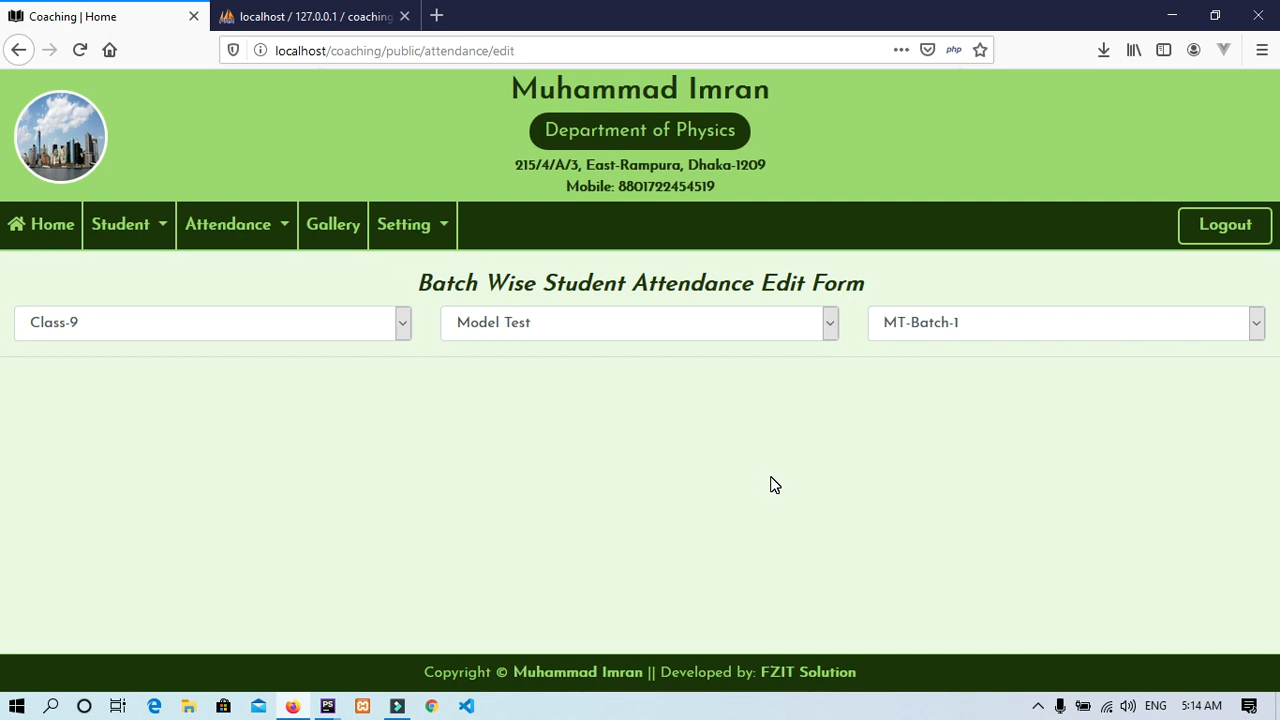 Coaching | Home
localhost / 127.0.0.1 / coaching
localhost/coaching/public/attendance/edit
php
Muhammad Imran
Department of Physics
215/4/A/3, East-Rampura, Dhaka-1209
Mobile: 8801722454519
Home
Student
Attendance
Gallery
Setting
Logout
Batch Wise Student Attendance Edit Form
Class-9
Model Test
MT-Batch-1
Copyright © Muhammad Imran || Developed by: FZIT Solution
PS
ENG
5:14 AM